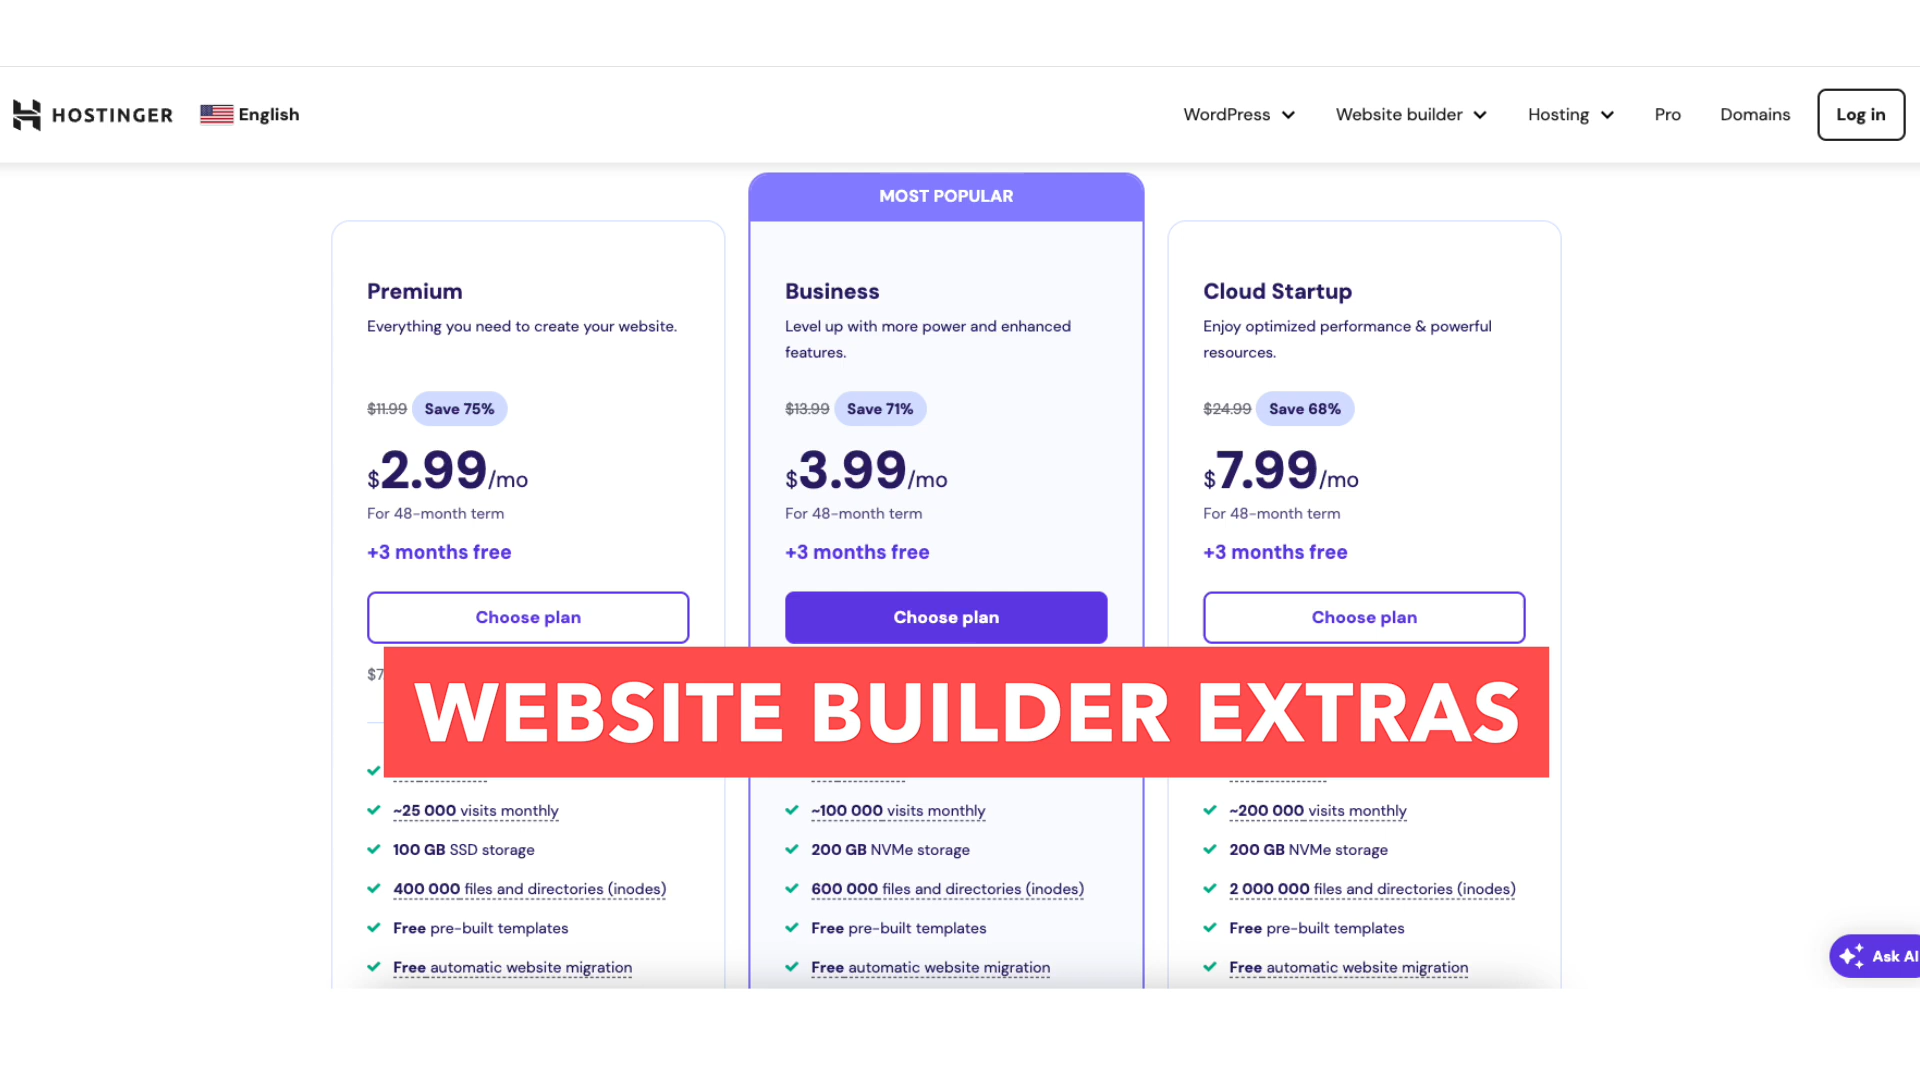 HOSTINGER
English
WordPress
Website builder
Hosting
Pro
Domains
Log in
MOST POPULAR
Premium
Everything you need to create your website.
$11.99 Save 75%
$2.99/mo
For 48-month term
+3 months free
Choose plan
$7
~25 000 visits monthly
100 GB SSD storage
400 000 files and directories (inodes)
Free pre-built templates
Free automatic website migration
Business
Level up with more power and enhanced
features.
$13.99 Save 71%
$3.99/mo
For 48-month term
+3 months free
Choose plan
~100 000 visits monthly
200 GB NVMe storage
600 000 files and directories (inodes)
Free pre-built templates
Free automatic website migration
Cloud Startup
Enjoy optimized performance & powerful
resources.
$24.99 Save 68%
$7.99/mo
For 48-month term
+3 months free
Choose plan
~200 000 visits monthly
200 GB NVMe storage
2 000 000 files and directories (inodes)
Free pre-built templates
Free automatic website migration
WEBSITE BUILDER EXTRAS
Ask AI